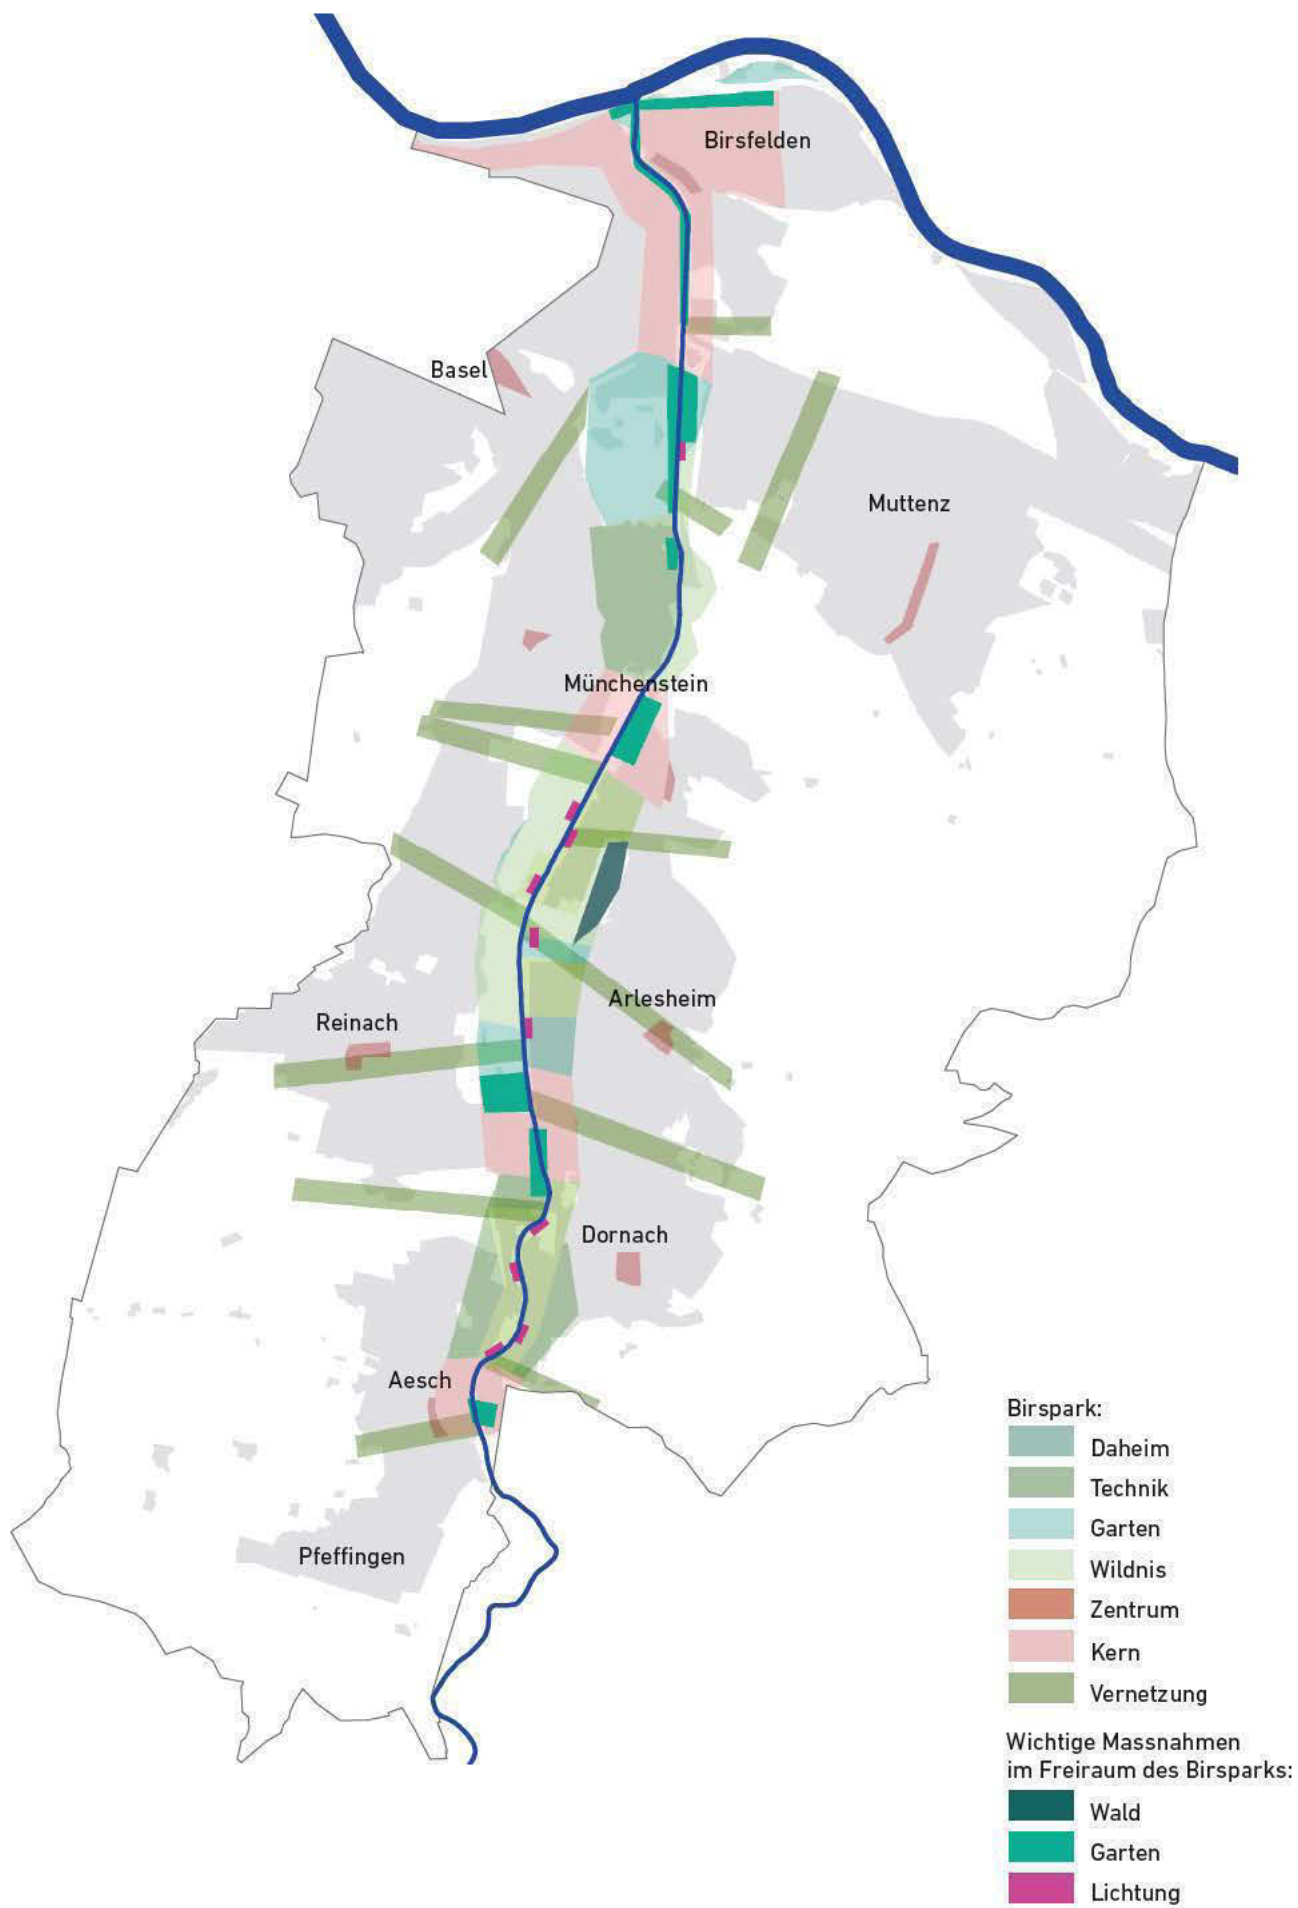 Birsfelden
Basel
Muttenz
Münchenstein
Arlesheim
Reinach
Dornach
Aesch
Pfeffingen
Birspark:
Daheim
Technik
Garten
Wildnis
Zentrum
Kern
Vernetzung
Wichtige Massnahmen
im Freiraum des Birsparks:
Wald
Garten
Lichtung